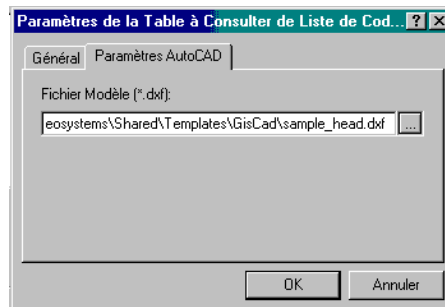 Paramètres de la Table à Consulter de Liste de Cod...
Général Paramètres AutoCAD
Fichier Modèle (*.dxf):
eosystems\Shared\Templates\GisCad\sample_head.dxf ...
OK Annuler